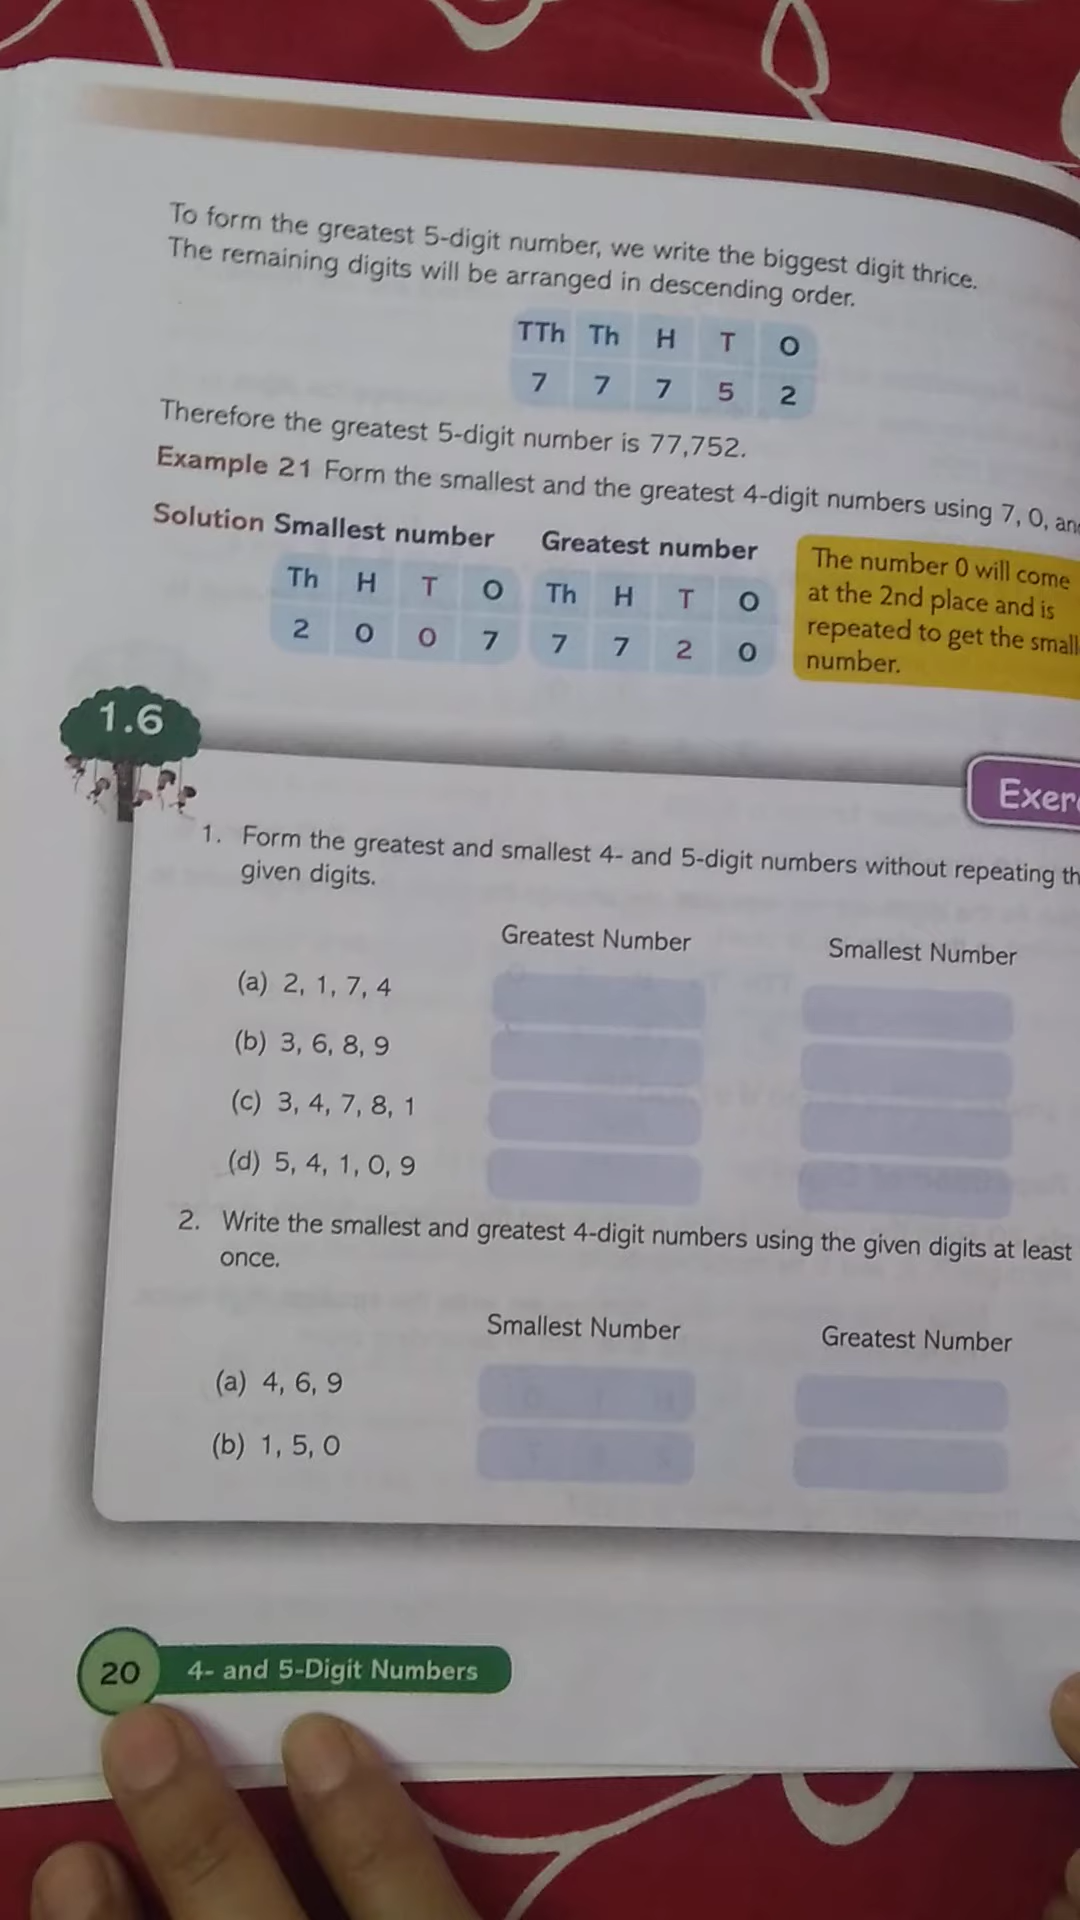 To form the greatest 5-digit number, we write the biggest digit thrice.
The remaining digits will be arranged in descending order.
TTh Th H T O
7 7 7 5 2
Therefore the greatest 5-digit number is 77,752.
Example 21 Form the smallest and the greatest 4-digit numbers using 7, 0,
Solution Smallest number Greatest number
Th H T O Th H T O
2 0 0 7 7 7 2 0
The number 0 will come
at the 2nd place and is
repeated to get the
number.
1.6
1. Form the greatest and smallest 4- and 5-digit numbers without repeating
given digits.
Greatest Number Smallest Number
(a) 2, 1, 7, 4
(b) 3, 6, 8, 9
(c) 3, 4, 7, 8, 1
(d) 5, 4, 1, 0, 9
2. Write the smallest and greatest 4-digit numbers using the given digits at least
once.
Smallest Number Greatest Number
(a) 4, 6, 9
(b) 1, 5, 0
20 4- and 5-Digit Numbers